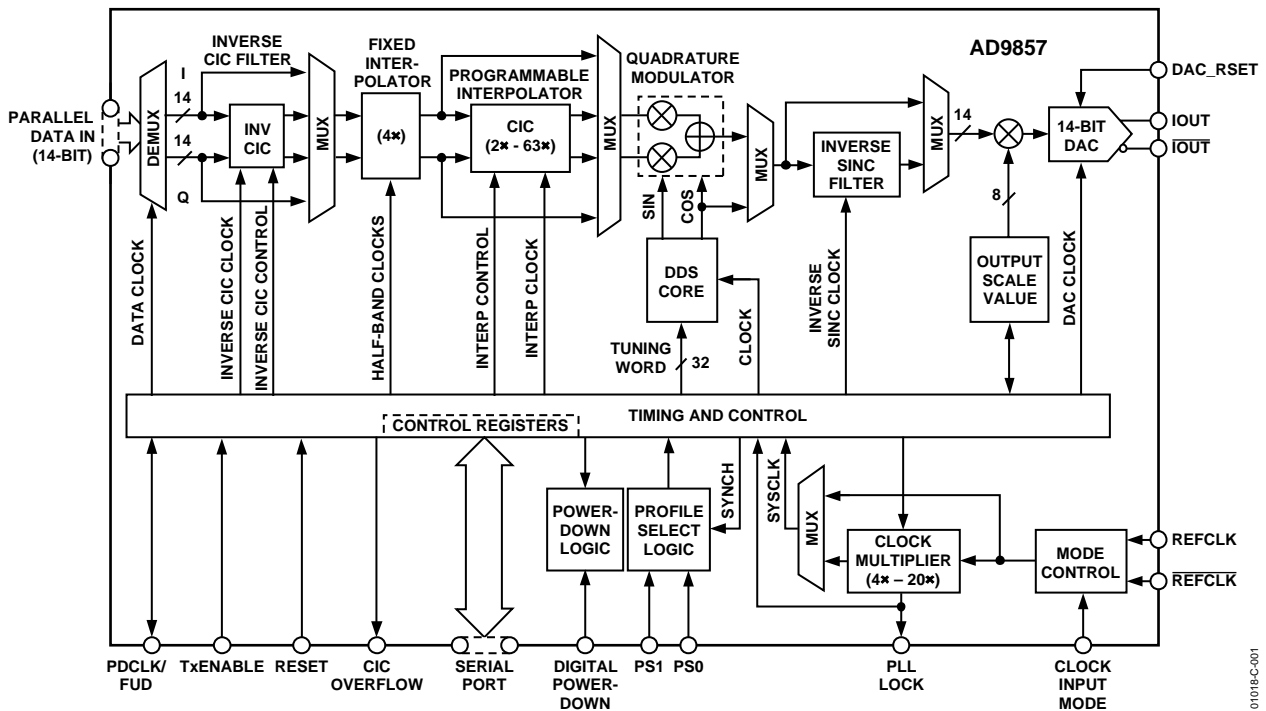 AD9857
INVERSE
CIC FILTER
FIXED
INTER-
POLATOR
PROGRAMMABLE
INTERPOLATOR
QUADRATURE
MODULATOR
PARALLEL
DATA IN
(14-BIT)
DEMUX
I
14
14
Q
INV
CIC
MUX
(4×)
CIC
(2× - 63×)
MUX
SIN
COS
MUX
INVERSE
SINC
FILTER
MUX
14
8
14-BIT
DAC
DAC_RSET
IOUT
IOUT
DATA CLOCK
INVERSE CIC CLOCK
INVERSE CIC CONTROL
HALF-BAND CLOCKS
INTERP CONTROL
INTERP CLOCK
DDS
CORE
TUNING
WORD
32
CLOCK
INVERSE
SINC CLOCK
OUTPUT
SCALE
VALUE
DAC CLOCK
TIMING AND CONTROL
CONTROL REGISTERS
POWER-
DOWN
LOGIC
PROFILE
SELECT
LOGIC
SYNCH
SYSCLK
MUX
CLOCK
MULTIPLIER
(4× – 20×)
MODE
CONTROL
REFCLK
REFCLK
PDCLK/
FUD
TxENABLE
RESET
CIC
OVERFLOW
SERIAL
PORT
DIGITAL
POWER-
DOWN
PS1
PS0
PLL
LOCK
CLOCK
INPUT
MODE
01018-C-001